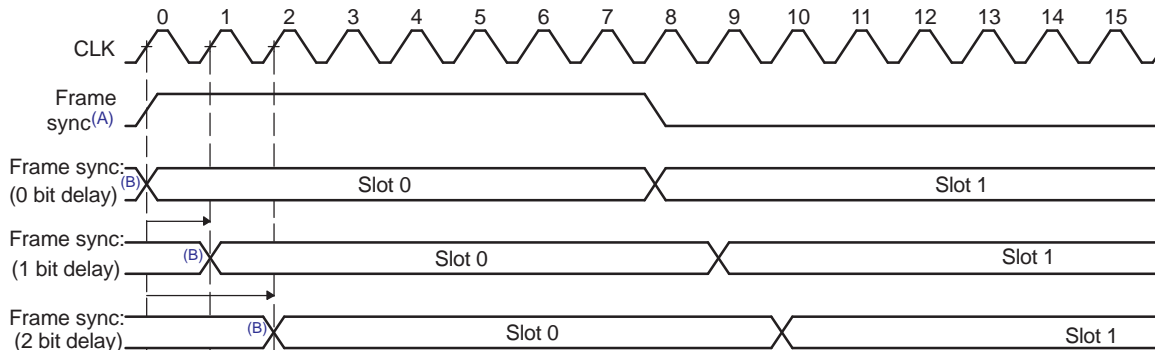 0 1 2 3 4 5 6 7 8 9 10 11 12 13 14 15
CLK
Frame
sync(A)
Frame sync:
(0 bit delay) (B) Slot 0 Slot 1
Frame sync:
(1 bit delay) (B) Slot 0 Slot 1
Frame sync:
(2 bit delay) (B) Slot 0 Slot 1